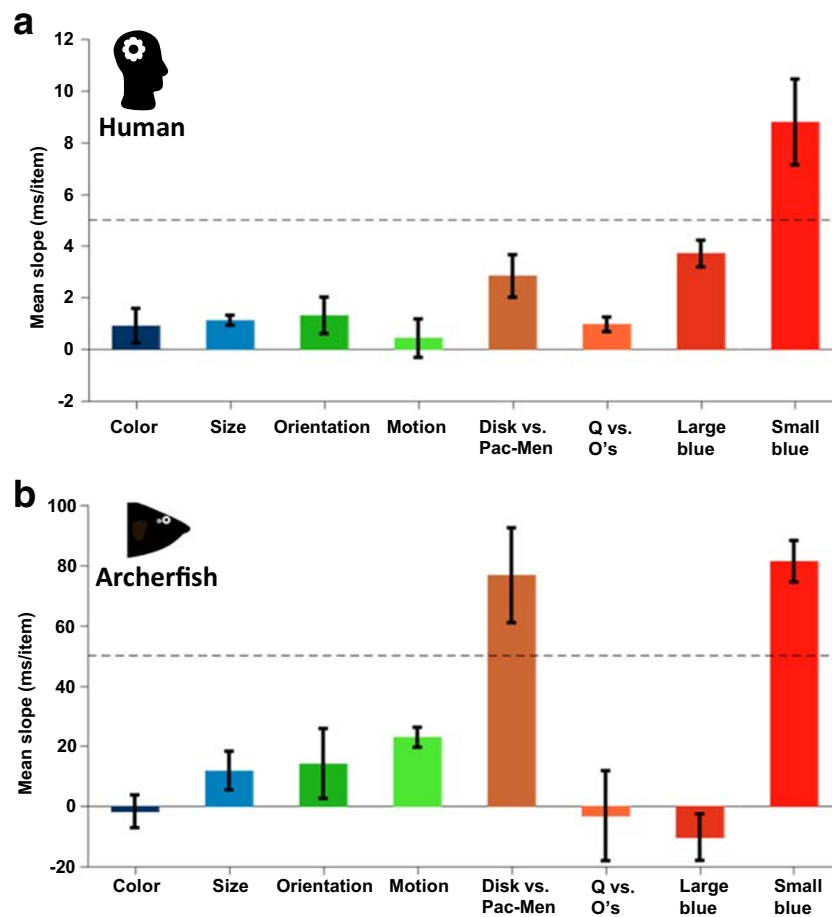 a
12
10
8
6
4
2
0
-2
Mean slope (ms/item)
Human
Color Size Orientation Motion Disk vs. Q vs. Large Small
Pac-Men O's blue blue
b
100
80
60
40
20
0
-20
Mean slope (ms/item)
Archerfish
Color Size Orientation Motion Disk vs. Q vs. Large Small
Pac-Men O's blue blue